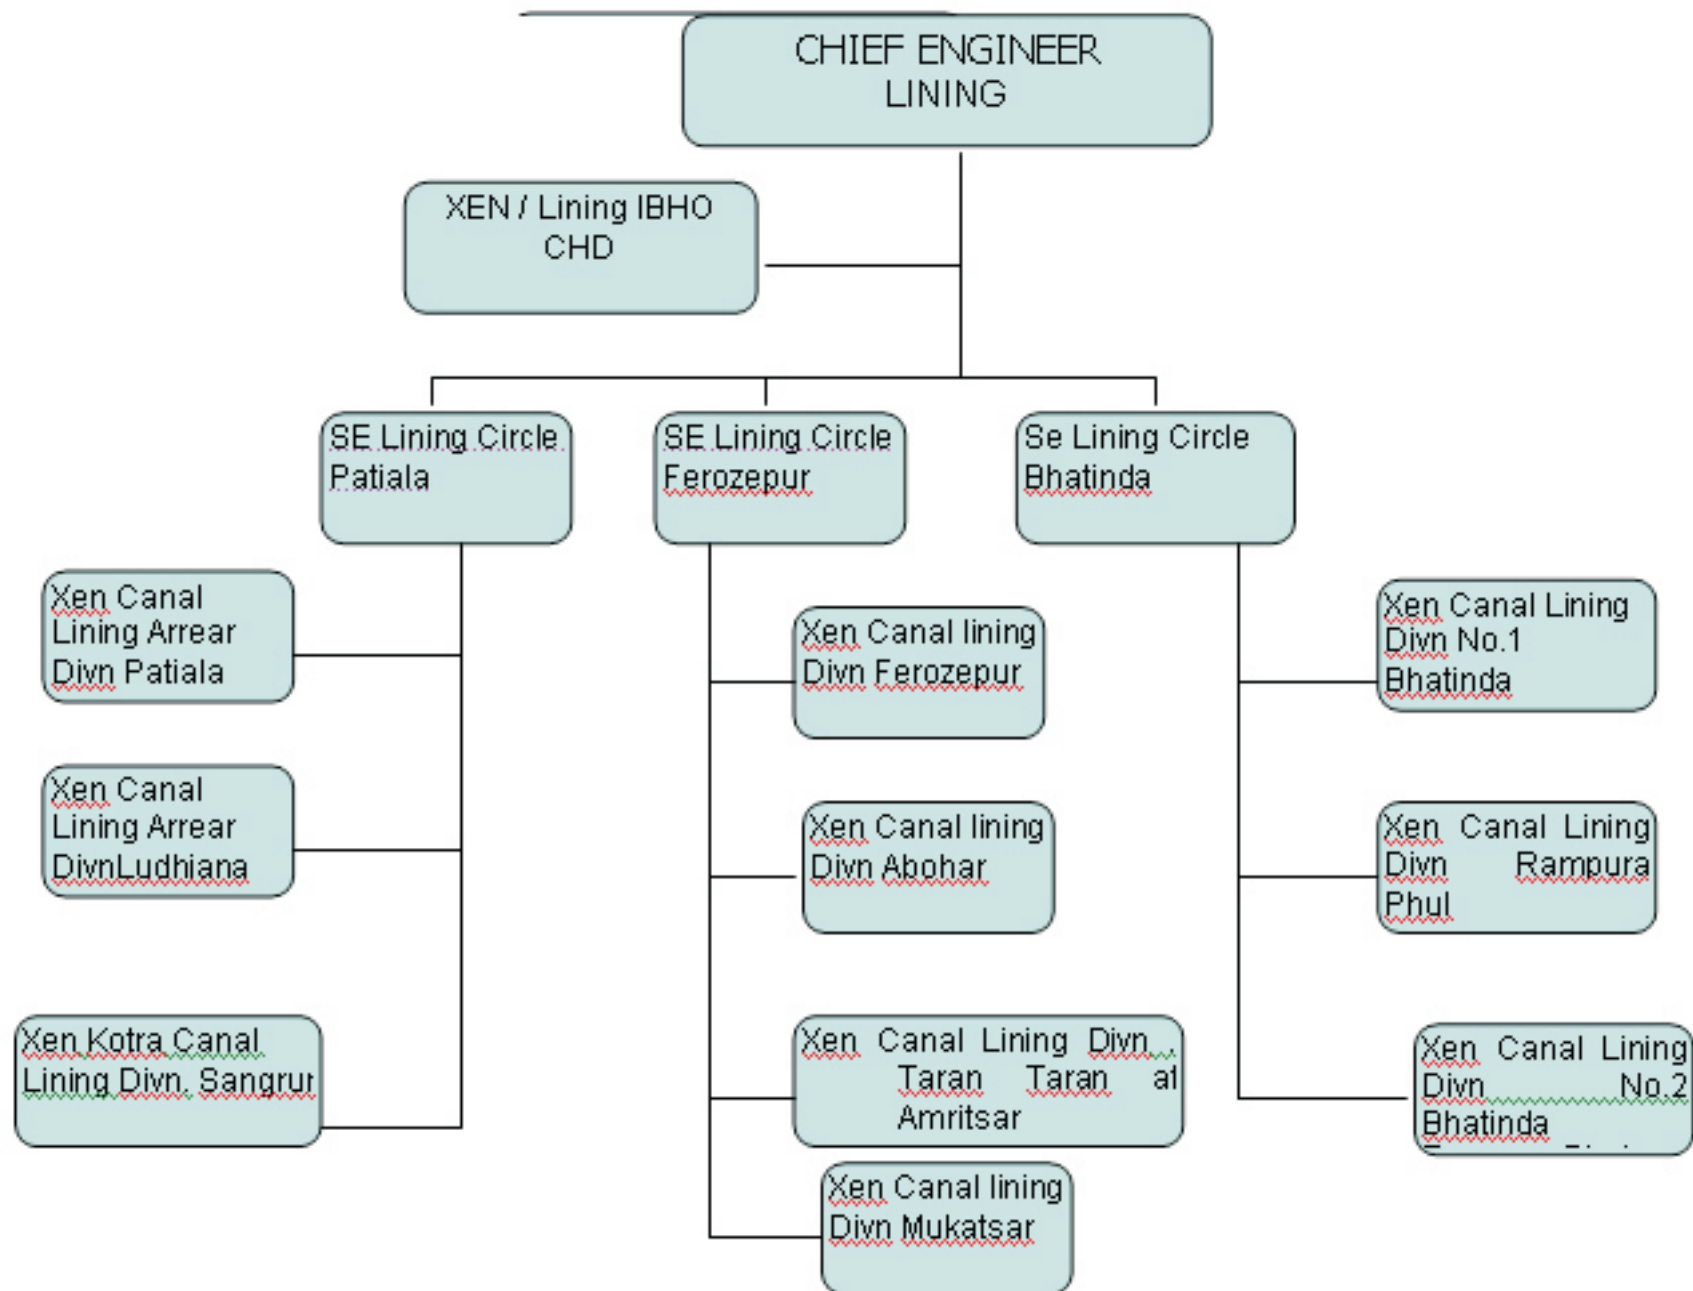 CHIEF ENGINEER
LINING
XEN / Lining IBHO
CHD
SE Lining Circle
Patiala
SE Lining Circle
Ferozepur
Se Lining Circle
Bhatinda
Xen Canal
Lining Arrear
Divn Patiala
Xen Canal
Lining Arrear
DivnLudhiana
Xen Kotra Canal
Lining Divn. Sangrur
Xen Canal lining
Divn Ferozepur
Xen Canal lining
Divn Abohar
Xen Canal Lining Divn .
Taran Taran at
Amritsar
Xen Canal lining
Divn Mukatsar
Xen Canal Lining
Divn No.1
Bhatinda
Xen Canal Lining
Divn Rampura
Phul
Xen Canal Lining
Divn No.2
Bhatinda